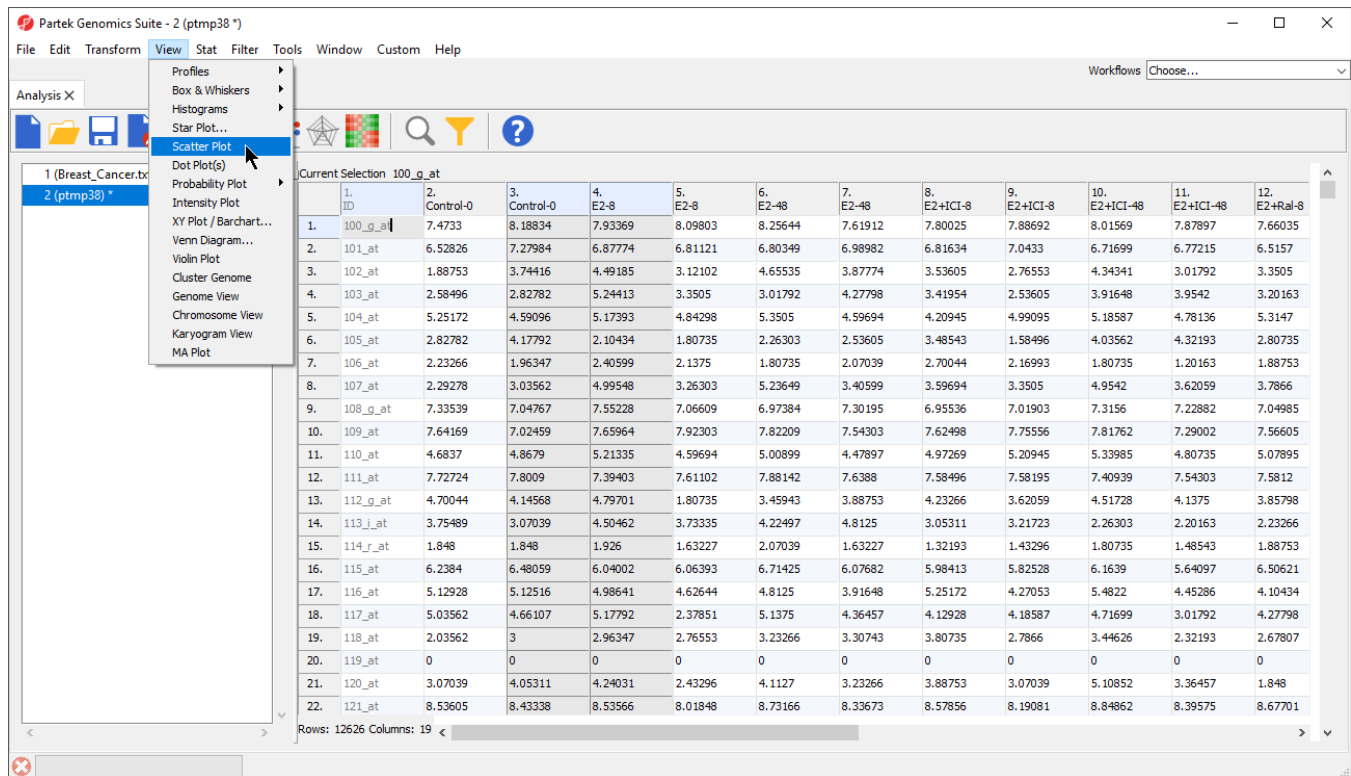 Partek Genomics Suite - 2 (ptmp38 *)
File Edit Transform View Stat Filter Tools Window Custom Help
Workflows Choose...
Analysis X
Profiles
Box & Whiskers
Histograms
Star Plot...
Scatter Plot
Dot Plot(s)
Probability Plot
Intensity Plot
XY Plot / Barchart...
Venn Diagram...
Violin Plot
Cluster Genome
Genome View
Chromosome View
Karyogram View
MA Plot
1 (Breast_Cancer.tx
2 (ptmp38) *
Current Selection 100_g_at
1. ID 2. Control-0 3. Control-0 4. E2-8 5. E2-8 6. E2-48 7. E2-48 8. E2+ICI-8 9. E2+ICI-8 10. E2+ICI-48 11. E2+ICI-48 12. E2+Ral-8
1. 100_g_at 7.4733 8.18834 7.93369 8.09803 8.25644 7.61912 7.80025 7.88692 8.01569 7.87897 7.66035
2. 101_at 6.52826 7.27984 6.87774 6.81121 6.80349 6.98982 6.81634 7.0433 6.71699 6.77215 6.5157
3. 102_at 1.88753 3.74416 4.49185 3.12102 4.65535 3.87774 3.53605 2.76553 4.34341 3.01792 3.3505
4. 103_at 2.58496 2.82782 5.24413 3.3505 3.01792 4.27798 3.41954 2.53605 3.91648 3.9542 3.20163
5. 104_at 5.25172 4.59096 5.17393 4.84298 5.3505 4.59694 4.20945 4.99095 5.18587 4.78136 5.3147
6. 105_at 2.82782 4.17792 2.10434 1.80735 2.26303 2.53605 3.48543 1.58496 4.03562 4.32193 2.80735
7. 106_at 2.23266 1.96347 2.40599 2.1375 1.80735 2.07039 2.70044 2.16993 1.80735 1.20163 1.88753
8. 107_at 2.29278 3.03562 4.99548 3.26303 5.23649 3.40599 3.59694 3.3505 4.9542 3.62059 3.7866
9. 108_g_at 7.33539 7.04767 7.55228 7.06609 6.97384 7.30195 6.95536 7.01903 7.3156 7.22882 7.04985
10. 109_at 7.64169 7.02459 7.65964 7.92303 7.82209 7.54303 7.62498 7.75556 7.81762 7.29002 7.56605
11. 110_at 4.6837 4.8679 5.21335 4.59694 5.00899 4.47897 4.97269 5.20945 5.33985 4.80735 5.07895
12. 111_at 7.72724 7.8009 7.39403 7.61102 7.88142 7.6388 7.58496 7.58195 7.40939 7.54303 7.5812
13. 112_g_at 4.70044 4.14568 4.79701 1.80735 3.45943 3.88753 4.23266 3.62059 4.51728 4.1375 3.85798
14. 113_i_at 3.75489 3.07039 4.50462 3.73335 4.22497 4.8125 3.05311 3.21723 2.26303 2.20163 2.23266
15. 114_r_at 1.848 1.848 1.926 1.63227 2.07039 1.63227 1.32193 1.43296 1.80735 1.48543 1.88753
16. 115_at 6.2384 6.48059 6.04002 6.06393 6.71425 6.07682 5.98413 5.82528 6.1639 5.64097 6.50621
17. 116_at 5.12928 5.12516 4.98641 4.62644 4.8125 3.91648 5.25172 4.27053 5.4822 4.45286 4.10434
18. 117_at 5.03562 4.66107 5.17792 2.37851 5.1375 4.36457 4.12928 4.18587 4.71699 3.01792 4.27798
19. 118_at 2.03562 3 2.96347 2.76553 3.23266 3.30743 3.80735 2.7866 3.44626 2.32193 2.67807
20. 119_at 0 0 0 0 0 0 0 0 0 0 0
21. 120_at 3.07039 4.05311 4.24031 2.43296 4.1127 3.23266 3.88753 3.07039 5.10852 3.36457 1.848
22. 121_at 8.53605 8.43338 8.53566 8.01848 8.73166 8.33673 8.57856 8.19081 8.84862 8.39575 8.67701
Rows: 12626 Columns: 19